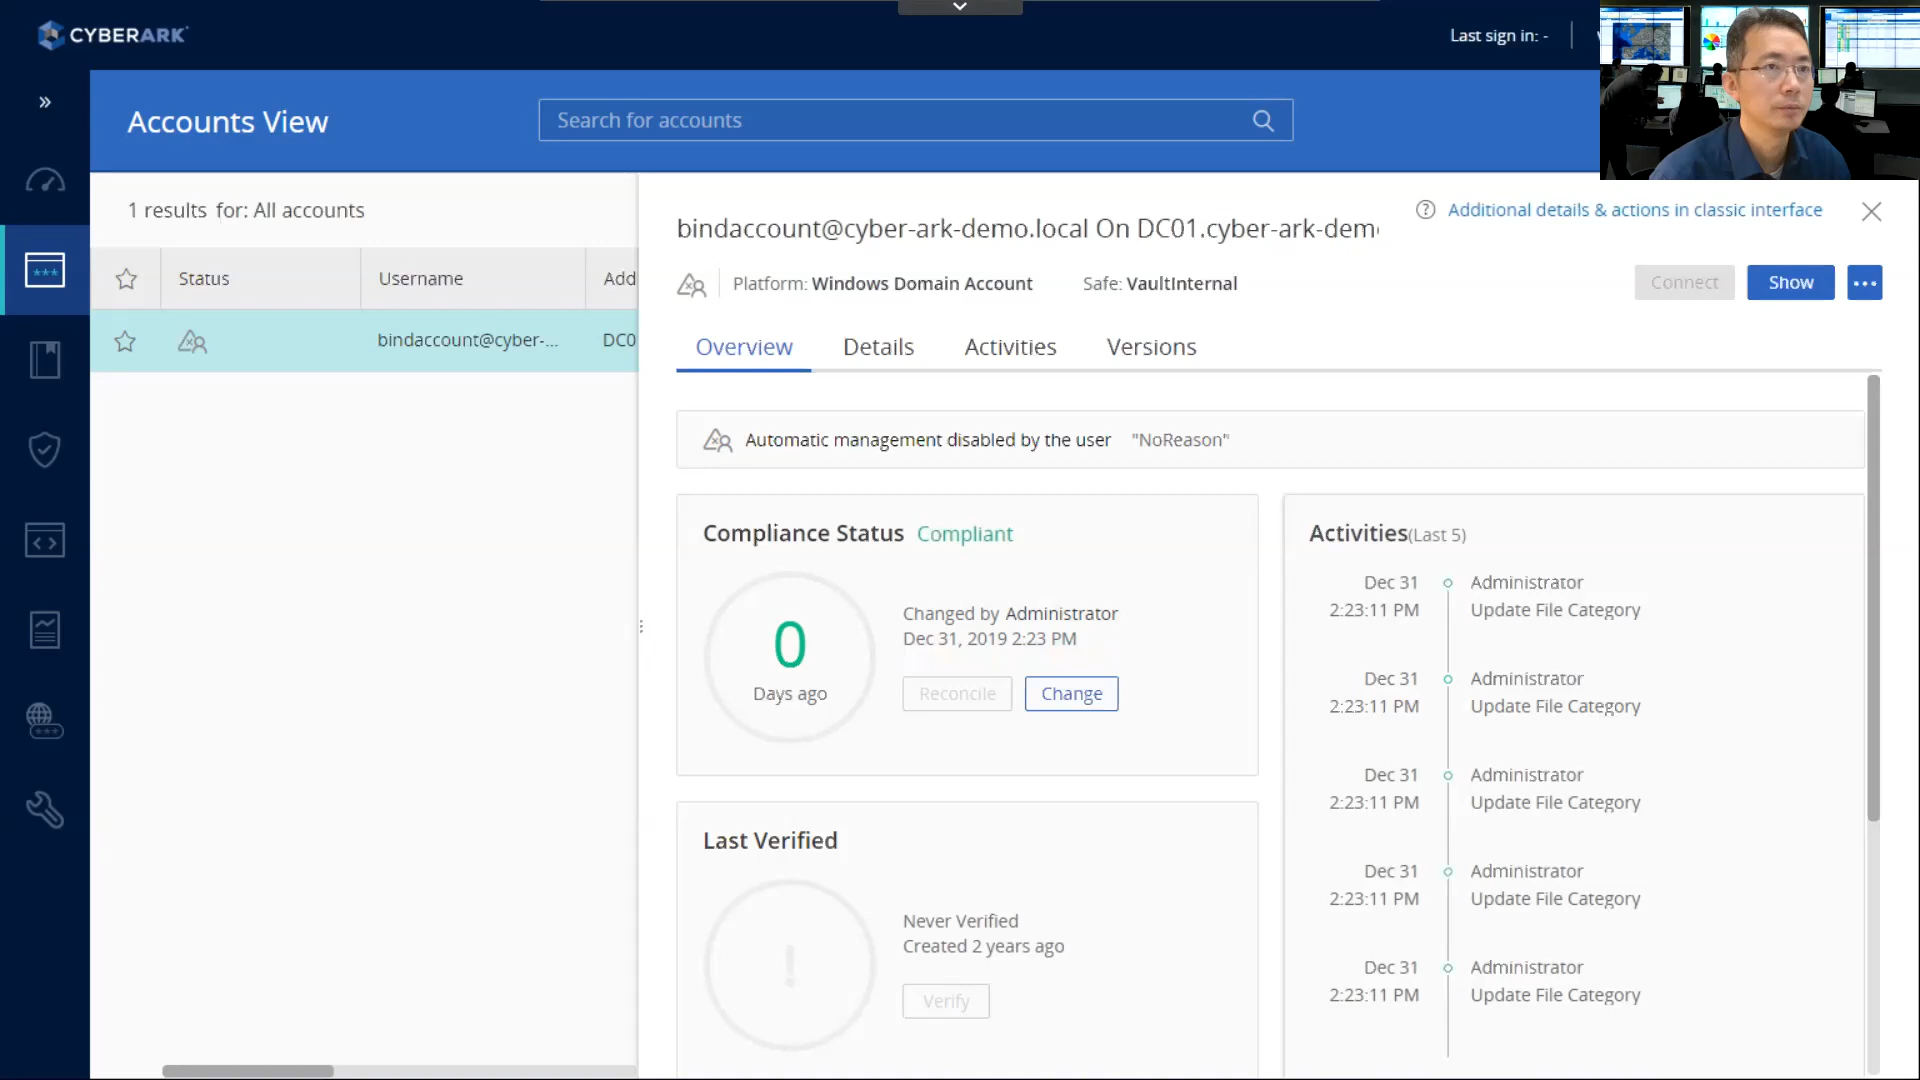 CYBERARK
Last sign in: -
Accounts View
Search for accounts
1 results for: All accounts
Status
Username
Add
bindaccount@cyber-...
DC0
bindaccount@cyber-ark-demo.local On DC01.cyber-ark-dem
Additional details & actions in classic interface
Platform: Windows Domain Account
Safe: VaultInternal
Connect
Show
Overview
Details
Activities
Versions
Automatic management disabled by the user "NoReason"
Compliance Status Compliant
0
Days ago
Changed by Administrator
Dec 31, 2019 2:23 PM
Reconcile
Change
Last Verified
Never Verified
Created 2 years ago
Verify
Activities(Last 5)
Dec 31 Administrator
2:23:11 PM Update File Category
Dec 31 Administrator
2:23:11 PM Update File Category
Dec 31 Administrator
2:23:11 PM Update File Category
Dec 31 Administrator
2:23:11 PM Update File Category
Dec 31 Administrator
2:23:11 PM Update File Category